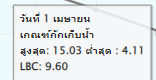 วันที่ 1 เมษายน
เกณฑ์กักเก็บน้ำ
สูงสุด: 15.03 ต่ำสุด : 4.11
LBC: 9.60